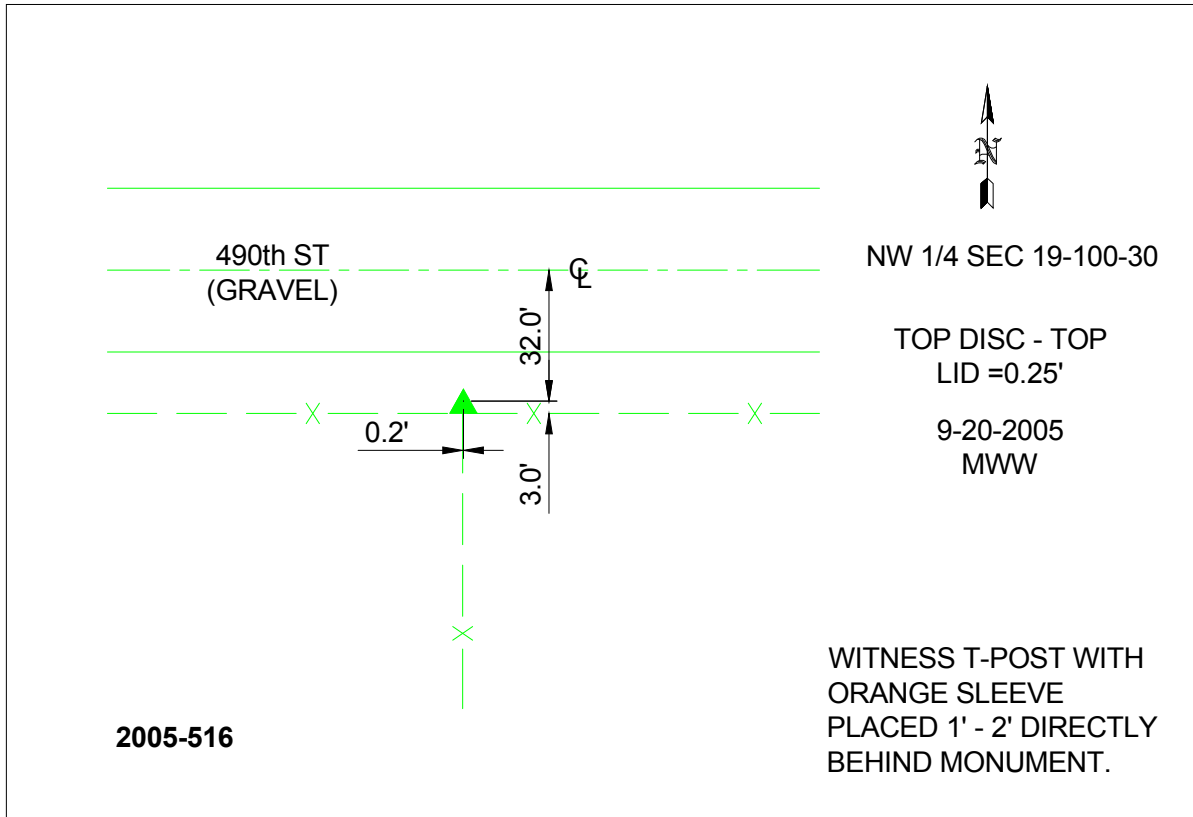 N
490th ST
(GRAVEL)
℄
NW 1/4 SEC 19-100-30
32.0'
TOP DISC - TOP
LID =0.25'
X X X
0.2'
9-20-2005
MWW
3.0'
X
WITNESS T-POST WITH
ORANGE SLEEVE
PLACED 1' - 2' DIRECTLY
BEHIND MONUMENT.
2005-516